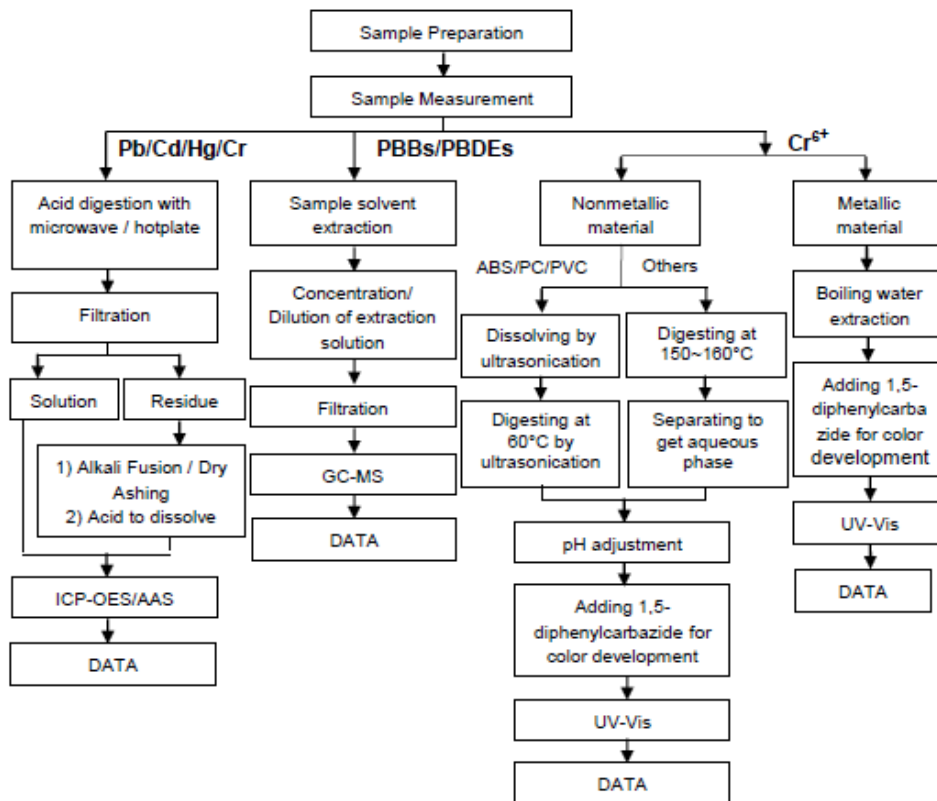 Sample Preparation
Sample Measurement
Pb/Cd/Hg/Cr
PBBs/PBDEs
Cr⁶⁺
Acid digestion with
microwave / hotplate
Filtration
Solution
Residue
1) Alkali Fusion / Dry
Ashing
2) Acid to dissolve
ICP-OES/AAS
DATA
Sample solvent
extraction
Concentration/
Dilution of extraction
solution
Filtration
GC-MS
DATA
Nonmetallic
material
ABS/PC/PVC
Others
Dissolving by
ultrasonication
Digesting at
60°C by
ultrasonication
Digesting at
150~160°C
Separating to
get aqueous
phase
pH adjustment
Adding 1,5-
diphenylcarbazide for
color development
UV-Vis
DATA
Metallic
material
Boiling water
extraction
Adding 1,5-
diphenylcarba
zide for color
development
UV-Vis
DATA